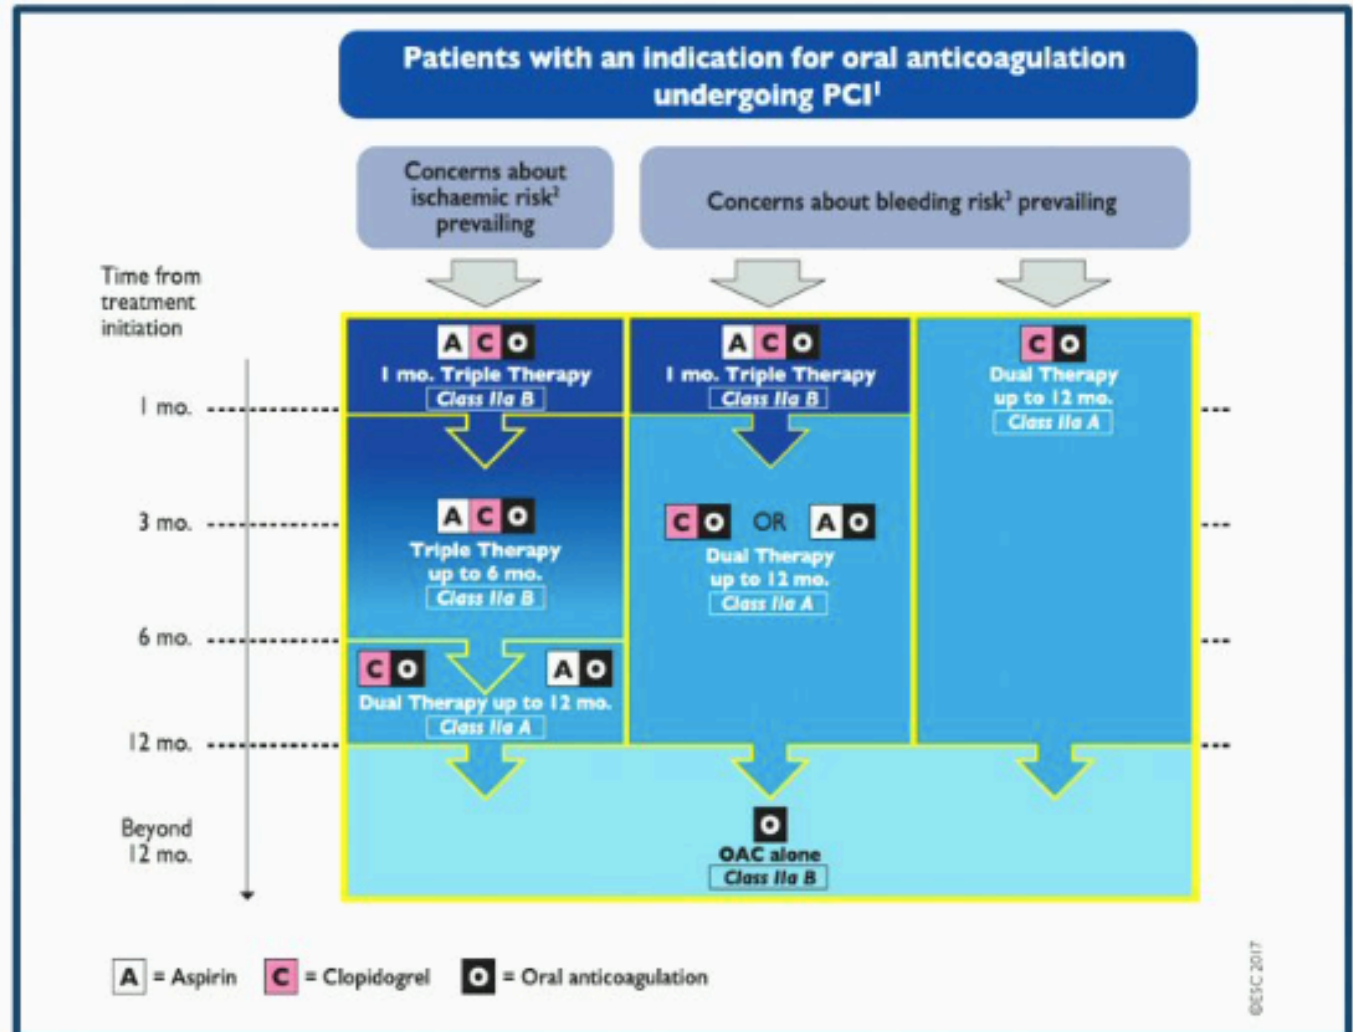 Patients with an indication for oral anticoagulation
undergoing PCI¹
Concerns about
ischaemic risk²
prevailing
Concerns about bleeding risk³ prevailing
Time from
treatment
initiation
A C O
1 mo. Triple Therapy
Class IIa B
A C O
1 mo. Triple Therapy
Class IIa B
C O
Dual Therapy
up to 12 mo.
Class IIa A
1 mo.
3 mo.
A C O
Triple Therapy
up to 6 mo.
Class IIa B
C O OR A O
Dual Therapy
up to 12 mo.
Class IIa A
6 mo.
C O A O
Dual Therapy up to 12 mo.
Class IIa A
12 mo.
Beyond
12 mo.
O
OAC alone
Class IIa B
A = Aspirin C = Clopidogrel O = Oral anticoagulation
©ESC 2017